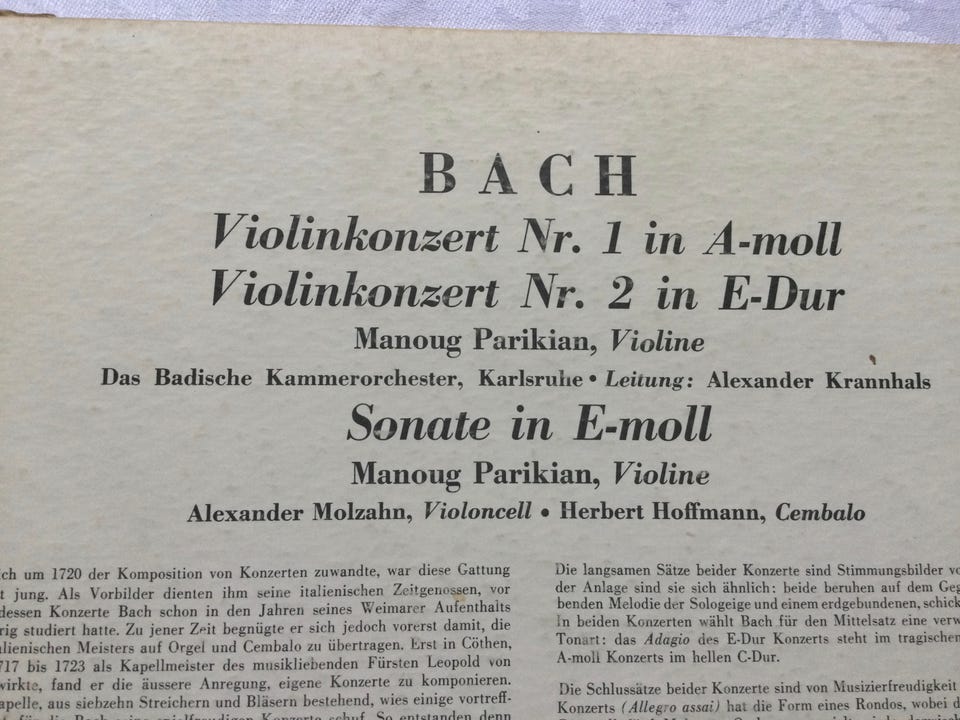 BACH
Violinkonzert Nr. 1 in A-moll
Violinkonzert Nr. 2 in E-Dur
Manoug Parikian, Violine
Das Badische Kammerorchester, Karlsruhe • Leitung: Alexander Krannhals
Sonate in E-moll
Manoug Parikian, Violine
Alexander Molzahn, Violoncell • Herbert Hoffmann, Cembalo
um 1720 der Komposition von Konzerten zuwandte, war diese Gattung
jung. Als Vorbilder dienten ihm seine italienischen Zeitgenossen, vor
dessen Konzerte Bach schon in den Jahren seines Weimarer Aufenthalts
studiert hatte. Zu jener Zeit begnügte er sich jedoch vorerst damit, die
Meisters auf Orgel und Cembalo zu übertragen. Erst in Cöthen,
bis 1723 als Kapellmeister des musikliebenden Fürsten Leopold von
fand er die äussere Anregung, eigene Konzerte zu komponieren.
aus siebzehn Streichern und Bläsern bestehend, wies einige vortreff-
Die langsamen Sätze beider Konzerte sind Stimmungsbilder
der Anlage sind sie sich ähnlich: beide beruhen auf dem
benden Melodie der Sologeige und einem erdgebundenen,
In beiden Konzerten wählt Bach für den Mittelsatz eine
Tonart: das Adagio des E-Dur Konzerts steht im tragischen
A-moll Konzerts im hellen C-Dur.
Die Schlussätze beider Konzerte sind von Musizierfreudigkeit
Konzerts (Allegro assai) hat die Form eines Rondos, wobei